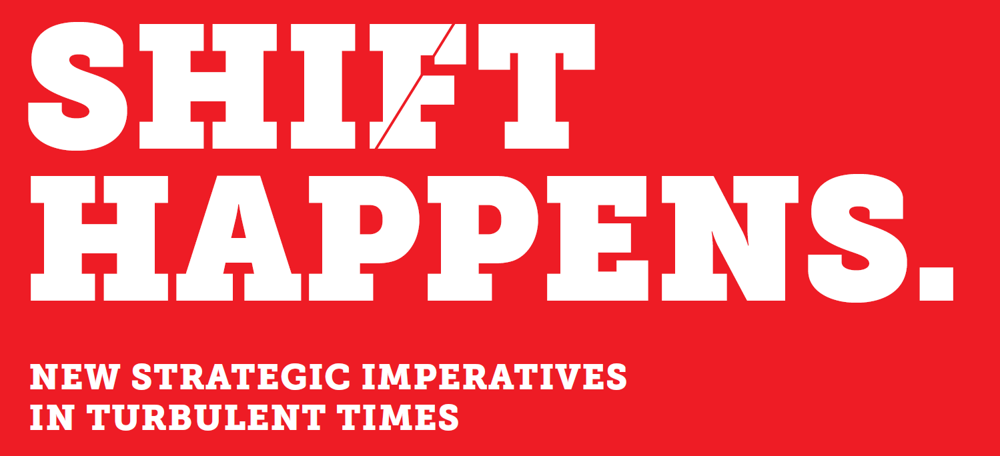 SHIFT
HAPPENS.
NEW STRATEGIC IMPERATIVES
IN TURBULENT TIMES